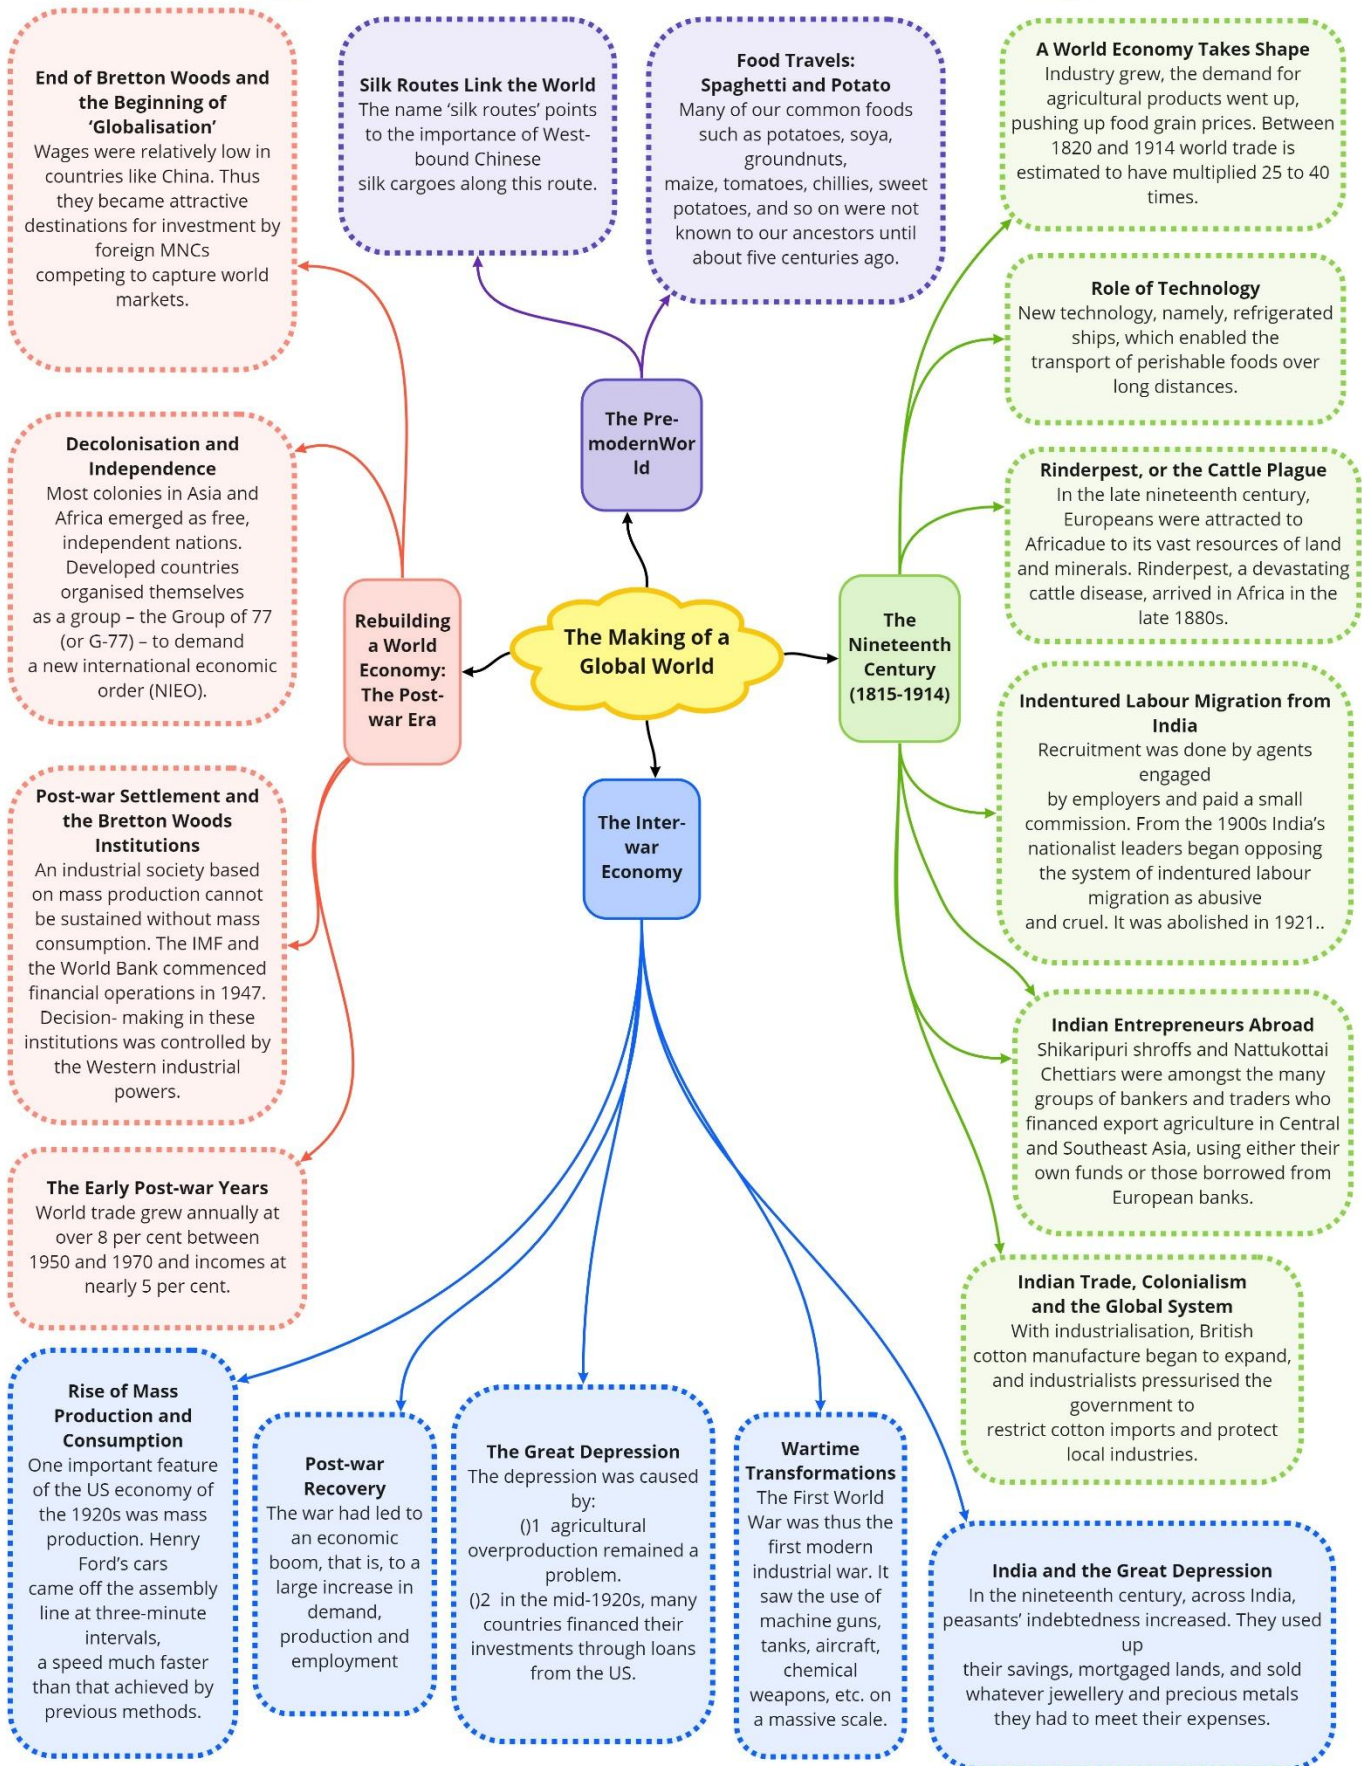 End of Bretton Woods and
the Beginning of
‘Globalisation’
Wages were relatively low in
countries like China. Thus
they became attractive
destinations for investment by
foreign MNCs
competing to capture world
markets.
Silk Routes Link the World
The name ‘silk routes’ points
to the importance of West-
bound Chinese
silk cargoes along this route.
Food Travels:
Spaghetti and Potato
Many of our common foods
such as potatoes, soya,
groundnuts,
maize, tomatoes, chillies, sweet
potatoes, and so on were not
known to our ancestors until
about five centuries ago.
A World Economy Takes Shape
Industry grew, the demand for
agricultural products went up,
pushing up food grain prices. Between
1820 and 1914 world trade is
estimated to have multiplied 25 to 40
times.
Role of Technology
New technology, namely, refrigerated
ships, which enabled the
transport of perishable foods over
long distances.
The Pre-
modernWor
ld
Decolonisation and
Independence
Most colonies in Asia and
Africa emerged as free,
independent nations.
Developed countries
organised themselves
as a group – the Group of 77
(or G-77) – to demand
a new international economic
order (NIEO).
Rinderpest, or the Cattle Plague
In the late nineteenth century,
Europeans were attracted to
Africadue to its vast resources of land
and minerals. Rinderpest, a devastating
cattle disease, arrived in Africa in the
late 1880s.
Rebuilding
a World
Economy:
The Post-
war Era
The Making of a
Global World
The
Nineteenth
Century
(1815-1914)
Indentured Labour Migration from
India
Recruitment was done by agents
engaged
by employers and paid a small
commission. From the 1900s India’s
nationalist leaders began opposing
the system of indentured labour
migration as abusive
and cruel. It was abolished in 1921..
Post-war Settlement and
the Bretton Woods
Institutions
An industrial society based
on mass production cannot
be sustained without mass
consumption. The IMF and
the World Bank commenced
financial operations in 1947.
Decision- making in these
institutions was controlled by
the Western industrial
powers.
The Inter-
war
Economy
Indian Entrepreneurs Abroad
Shikaripuri shroffs and Nattukottai
Chettiars were amongst the many
groups of bankers and traders who
financed export agriculture in Central
and Southeast Asia, using either their
own funds or those borrowed from
European banks.
The Early Post-war Years
World trade grew annually at
over 8 per cent between
1950 and 1970 and incomes at
nearly 5 per cent.
Indian Trade, Colonialism
and the Global System
With industrialisation, British
cotton manufacture began to expand,
and industrialists pressurised the
government to
restrict cotton imports and protect
local industries.
Rise of Mass
Production and
Consumption
One important feature
of the US economy of
the 1920s was mass
production. Henry
Ford’s cars
came off the assembly
line at three-minute
intervals,
a speed much faster
than that achieved by
previous methods.
Post-war
Recovery
The war had led to
an economic
boom, that is, to a
large increase in
demand,
production and
employment
The Great Depression
The depression was caused
by:
()1 agricultural
overproduction remained a
problem.
()2 in the mid-1920s, many
countries financed their
investments through loans
from the US.
Wartime
Transformations
The First World
War was thus the
first modern
industrial war. It
saw the use of
machine guns,
tanks, aircraft,
chemical
weapons, etc. on
a massive scale.
India and the Great Depression
In the nineteenth century, across India,
peasants’ indebtedness increased. They used
up
their savings, mortgaged lands, and sold
whatever jewellery and precious metals
they had to meet their expenses.